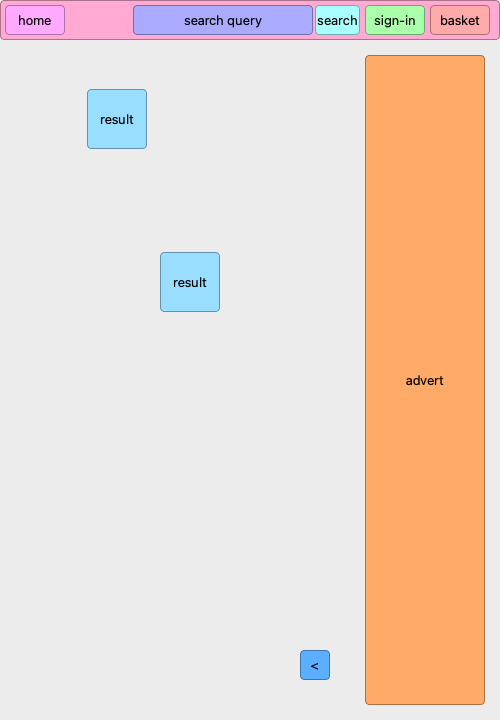 home
search query
search
sign-in
basket
result
result
advert
<